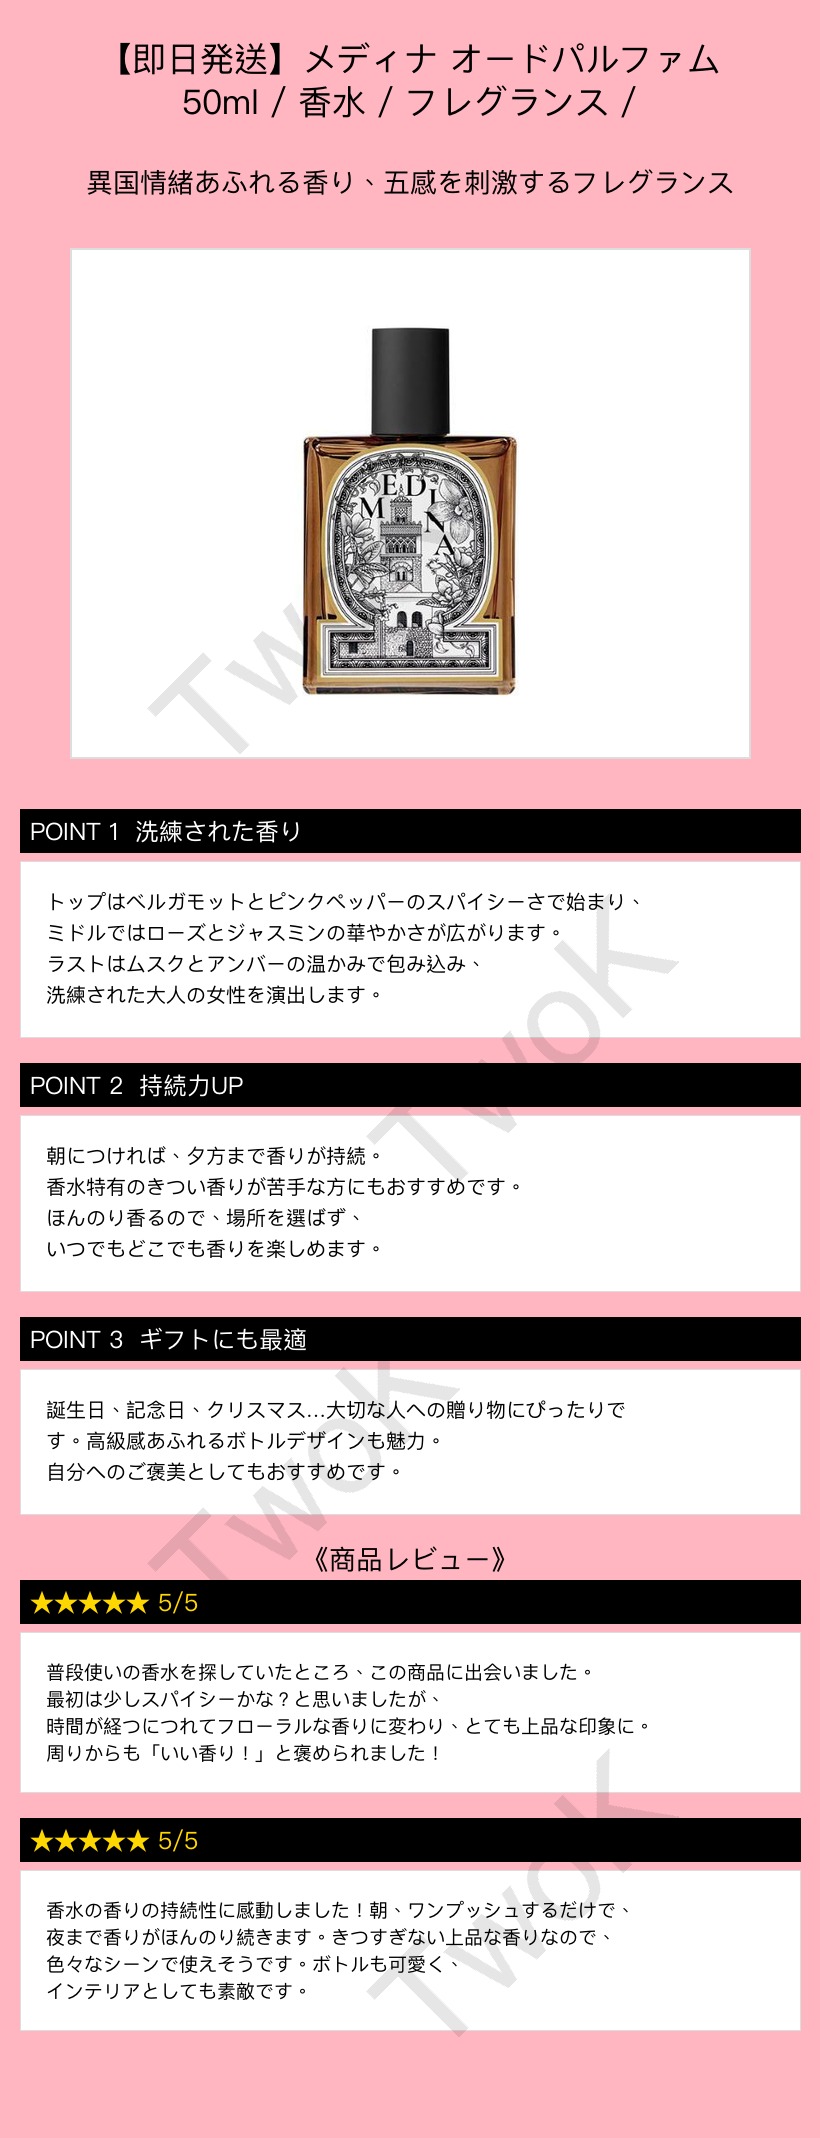 【即日発送】メディナ オードパルファム
50ml / 香水 / フレグランス /
異国情緒あふれる香り、五感を刺激するフレグランス
MEDINA
TwoK
POINT 1 洗練された香り
トップはベルガモットとピンクペッパーのスパイシーさで始まり、
ミドルではローズとジャスミンの華やかさが広がります。
ラストはムスクとアンバーの温かみで包み込み、
洗練された大人の女性を演出します。
TwoK
POINT 2 持続力UP
朝につければ、夕方まで香りが持続。
香水特有のきつい香りが苦手な方にもおすすめです。
ほんのり香るので、場所を選ばず、
いつでもどこでも香りを楽しめます。
POINT 3 ギフトにも最適
誕生日、記念日、クリスマス...大切な人への贈り物にぴったりで
す。高級感あふれるボトルデザインも魅力。
自分へのご褒美としてもおすすめです。
TwoK
《商品レビュー》
★★★★★ 5/5
普段使いの香水を探していたところ、この商品に出会いました。
最初は少しスパイシーかな？と思いましたが、
時間が経つにつれてフローラルな香りに変わり、とても上品な印象に。
周りからも「いい香り！」と褒められました！
★★★★★ 5/5
香水の香りの持続性に感動しました！朝、ワンプッシュするだけで、
夜まで香りがほんのり続きます。きつすぎない上品な香りなので、
色々なシーンで使えそうです。ボトルも可愛く、
インテリアとしても素敵です。
TwoK